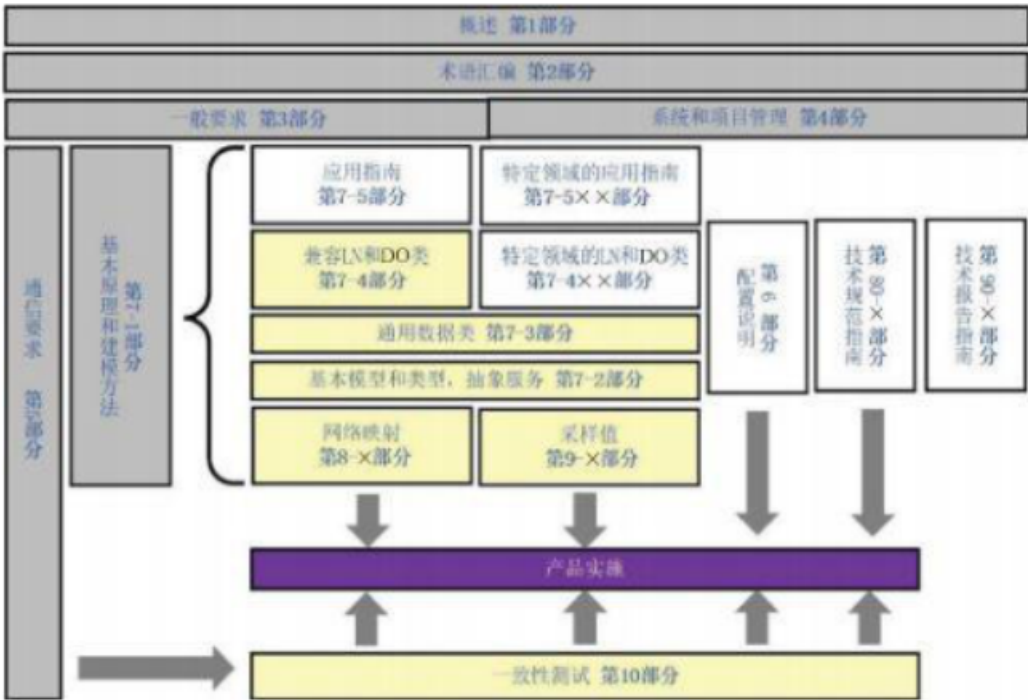 概述 第1部分
术语汇编 第2部分
一般要求 第3部分
系统和项目管理 第4部分
通信要求 第5部分
第7-1部分
基本原理和建模方法
应用指南
第7-5部分
特定领域的应用指南
第7-5××部分
兼容LN和DO类
第7-4部分
特定领域的LN和DO类
第7-4××部分
通用数据类 第7-3部分
基本模型和类型，抽象服务 第7-2部分
网络映射
第8-×部分
采样值
第9-×部分
第 6 部分
配置说明
第 80-×部分
技术规范指南
第 90-×部分
技术报告指南
产品实施
一致性测试 第10部分